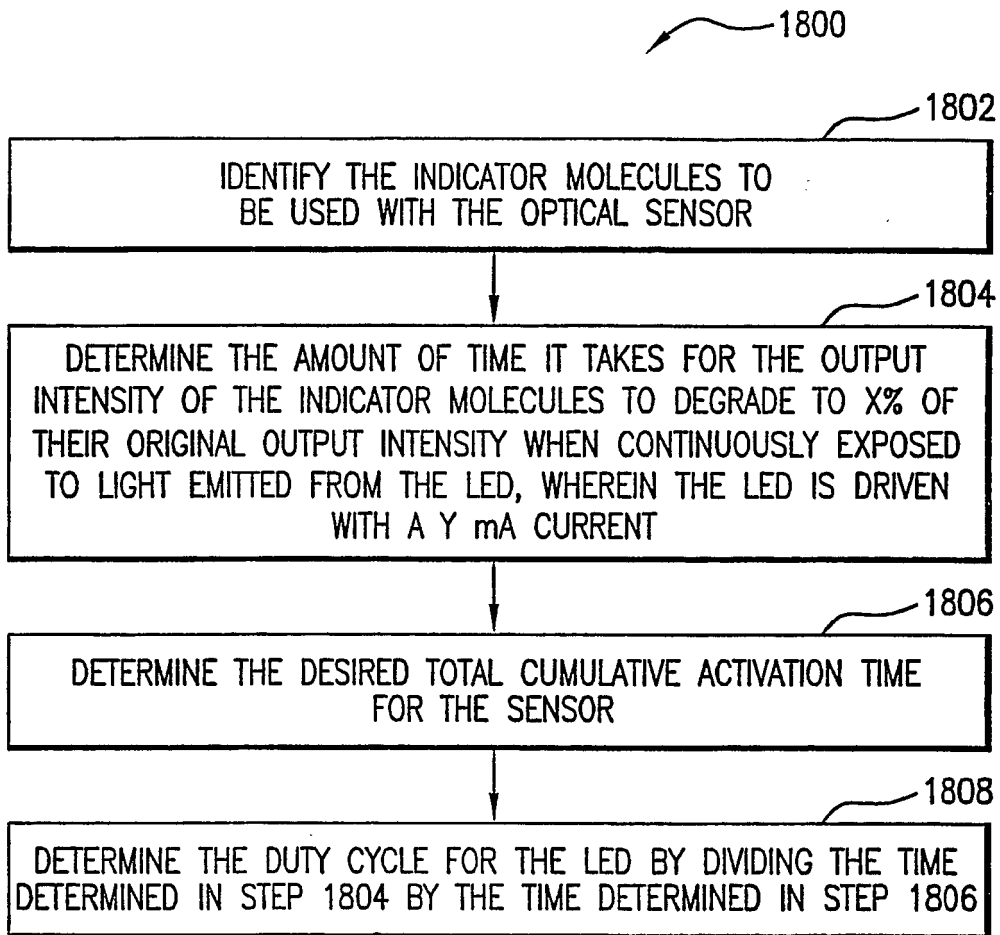 1800
1802
IDENTIFY THE INDICATOR MOLECULES TO
BE USED WITH THE OPTICAL SENSOR
1804
DETERMINE THE AMOUNT OF TIME IT TAKES FOR THE OUTPUT
INTENSITY OF THE INDICATOR MOLECULES TO DEGRADE TO X% OF
THEIR ORIGINAL OUTPUT INTENSITY WHEN CONTINUOUSLY EXPOSED
TO LIGHT EMITTED FROM THE LED, WHEREIN THE LED IS DRIVEN
WITH A Y mA CURRENT
1806
DETERMINE THE DESIRED TOTAL CUMULATIVE ACTIVATION TIME
FOR THE SENSOR
1808
DETERMINE THE DUTY CYCLE FOR THE LED BY DIVIDING THE TIME
DETERMINED IN STEP 1804 BY THE TIME DETERMINED IN STEP 1806